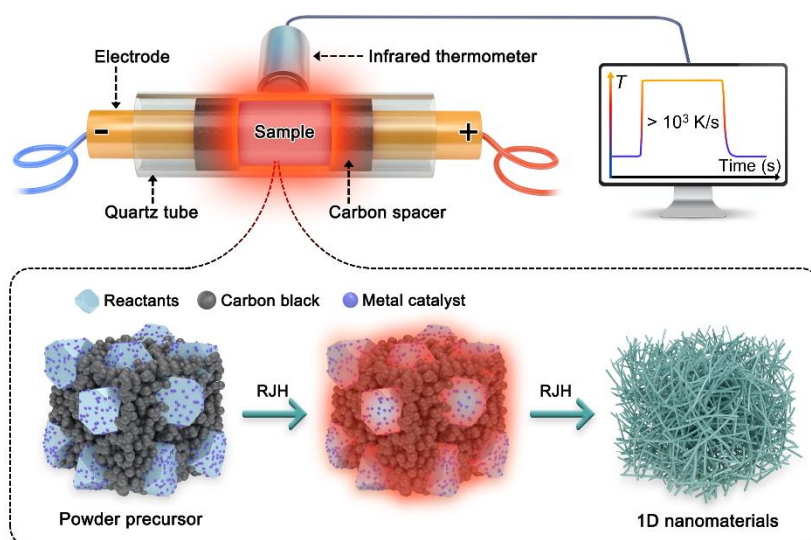 Electrode
Infrared thermometer
-
Sample
+
T
> 10³ K/s
Time (s)
Quartz tube
Carbon spacer
Reactants
Carbon black
Metal catalyst
RJH
RJH
Powder precursor
1D nanomaterials